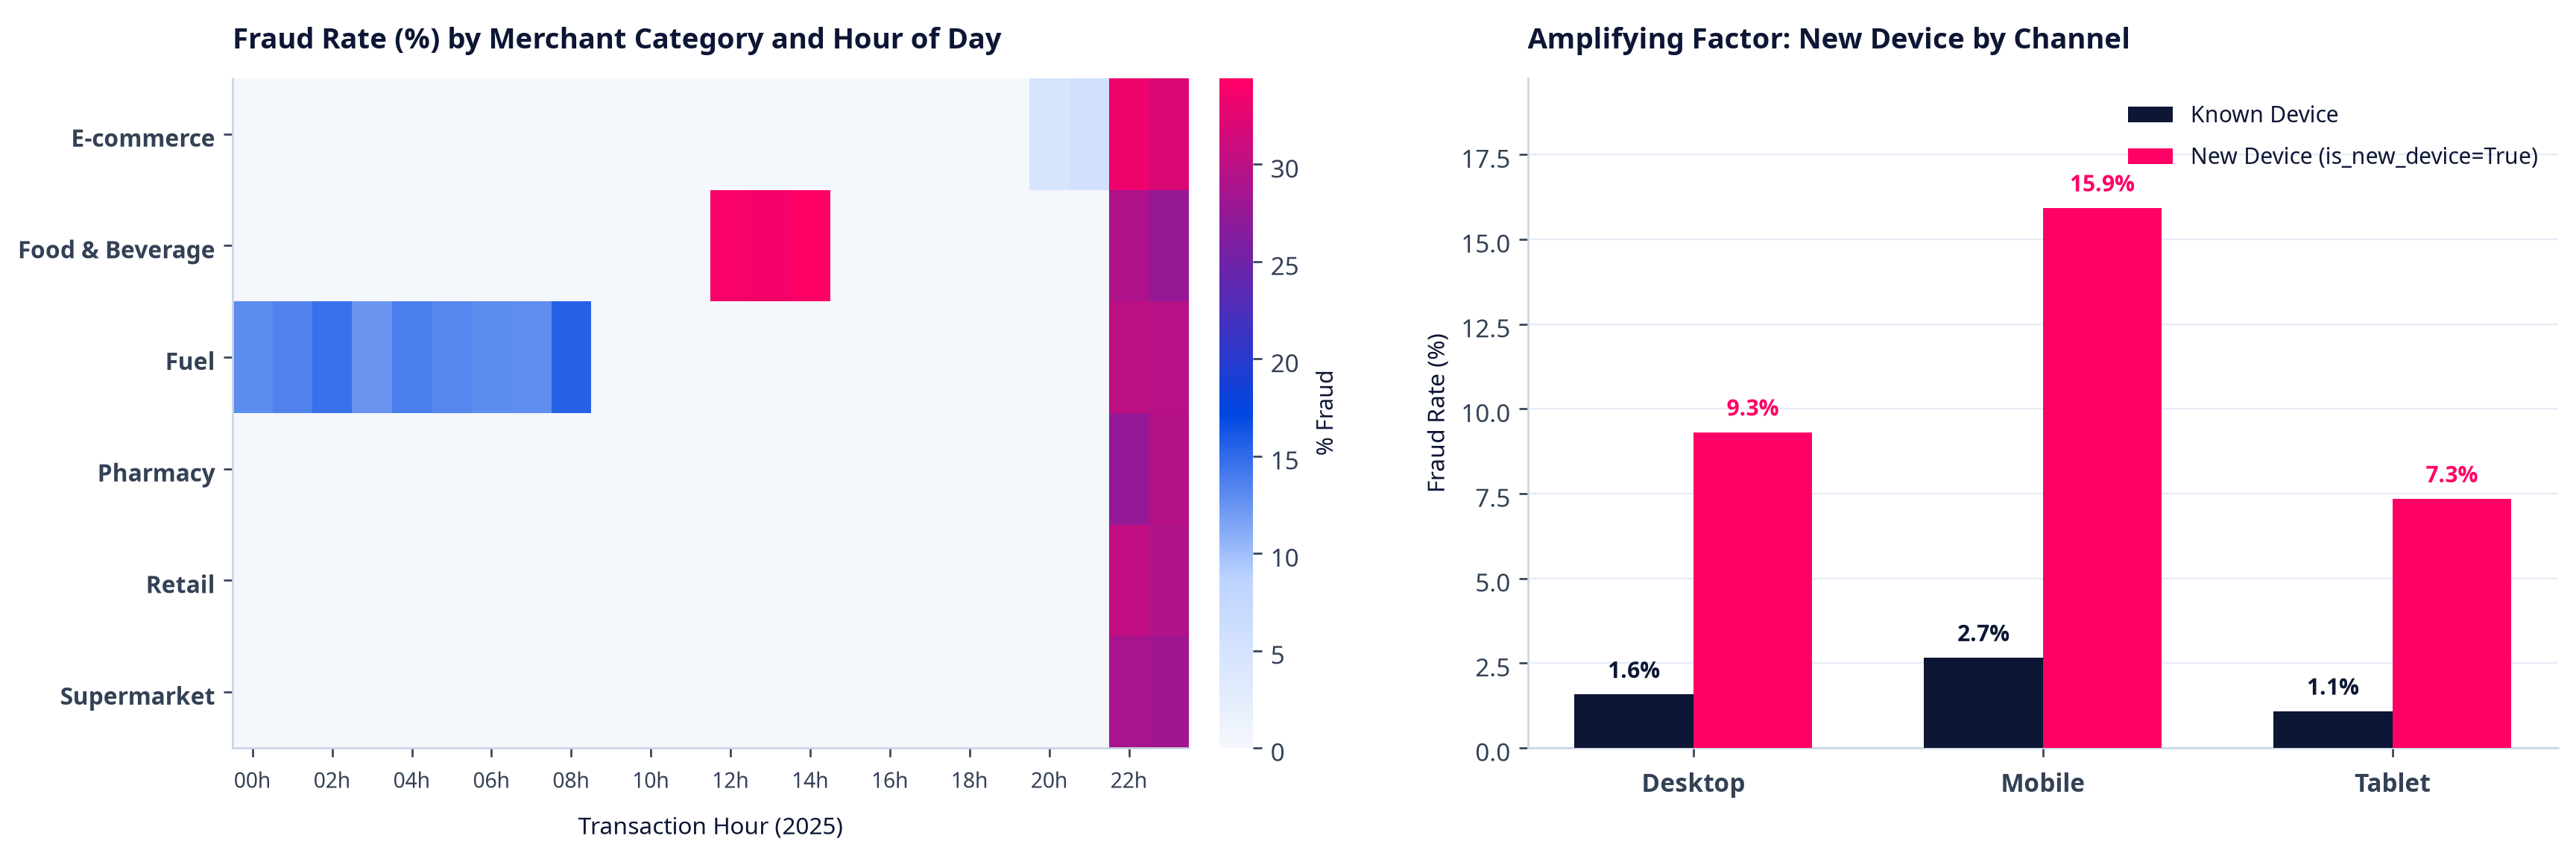 Fraud Rate (%) by Merchant Category and Hour of Day
E-commerce
Food & Beverage
Fuel
Pharmacy
Retail
Supermarket
00h 02h 04h 06h 08h 10h 12h 14h 16h 18h 20h 22h
Transaction Hour (2025)
30
25
20
15
10
5
0
% Fraud
Amplifying Factor: New Device by Channel
Known Device
New Device (is_new_device=True)
Fraud Rate (%)
17.5
15.0
12.5
10.0
7.5
5.0
2.5
0.0
1.6%
9.3%
2.7%
15.9%
1.1%
7.3%
Desktop Mobile Tablet